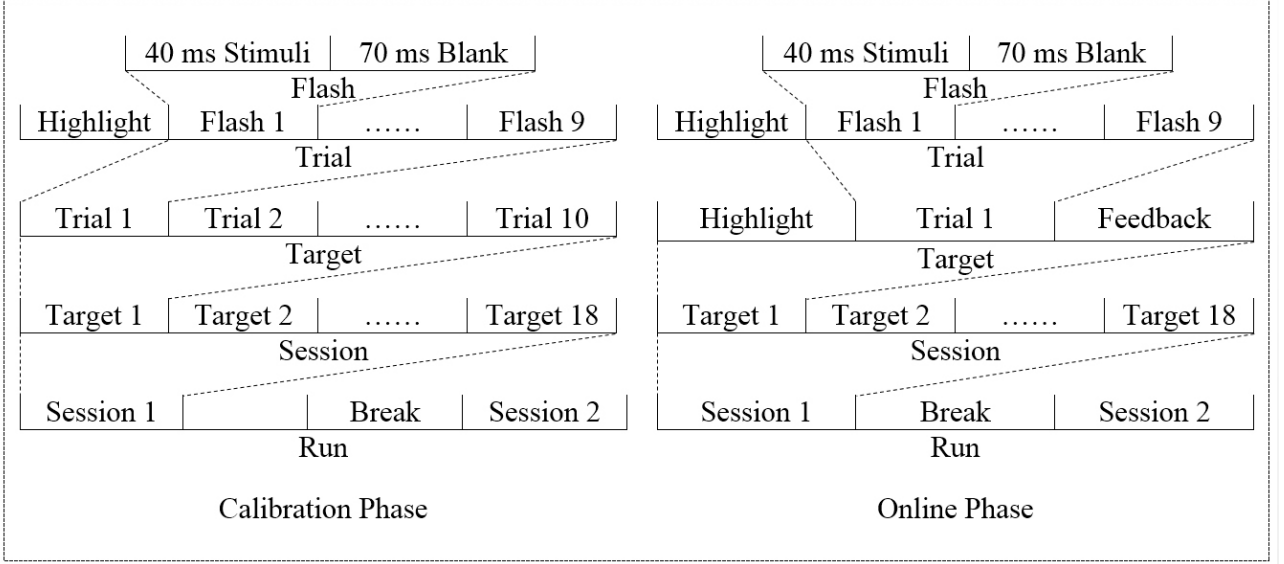 40 ms Stimuli 70 ms Blank
Flash
Highlight Flash 1 …… Flash 9
Trial
Trial 1 Trial 2 …… Trial 10
Target
Target 1 Target 2 …… Target 18
Session
Session 1 Break Session 2
Run
Calibration Phase
40 ms Stimuli 70 ms Blank
Flash
Highlight Flash 1 …… Flash 9
Trial
Highlight Trial 1 Feedback
Target
Target 1 Target 2 …… Target 18
Session
Session 1 Break Session 2
Run
Online Phase